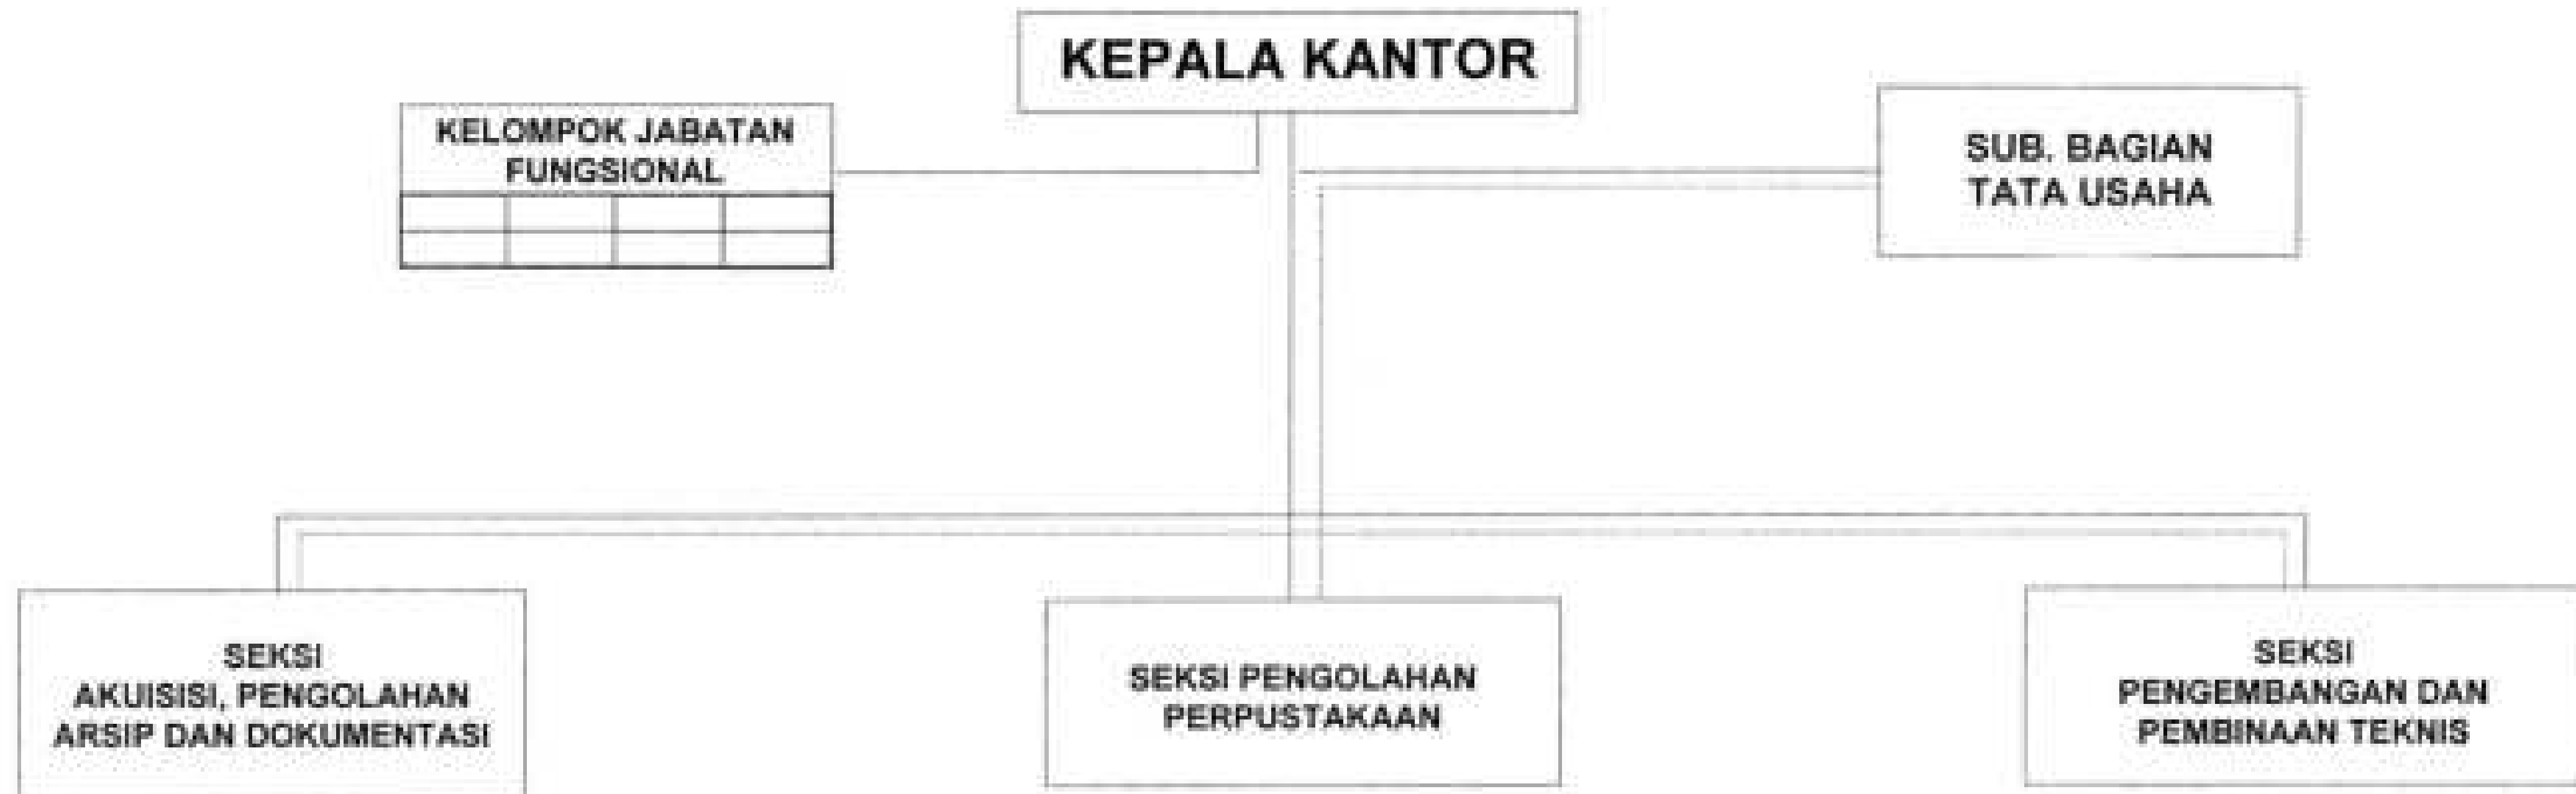 KEPALA KANTOR
KELOMPOK JABATAN
FUNGSIONAL
SUB. BAGIAN
TATA USAHA
SEKSI
AKUISISI, PENGOLAHAN
ARSIP DAN DOKUMENTASI
SEKSI PENGOLAHAN
PERPUSTAKAAN
SEKSI
PENGEMBANGAN DAN
PEMBINAAN TEKNIS